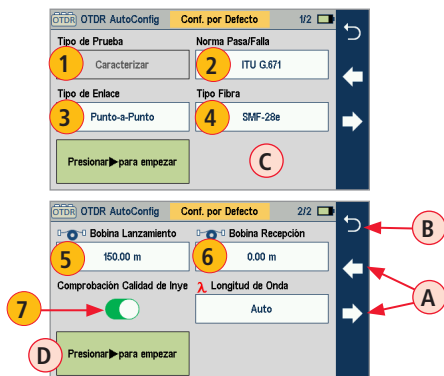 OTDR OTDR AutoConfig Conf. por Defecto 1/2
Tipo de Prueba Norma Pasa/Falla
1 Caracterizar 2 ITU G.671
Tipo de Enlace Tipo Fibra
3 Punto-a-Punto 4 SMF-28e
Presionar▶para empezar C
OTDR OTDR AutoConfig Conf. por Defecto 2/2
B
Bobina Lanzamiento Bobina Recepción
5 150.00 m 6 0.00 m
A
Comprobación Calidad de Inye λ Longitud de Onda
7 Auto
D Presionar▶para empezar